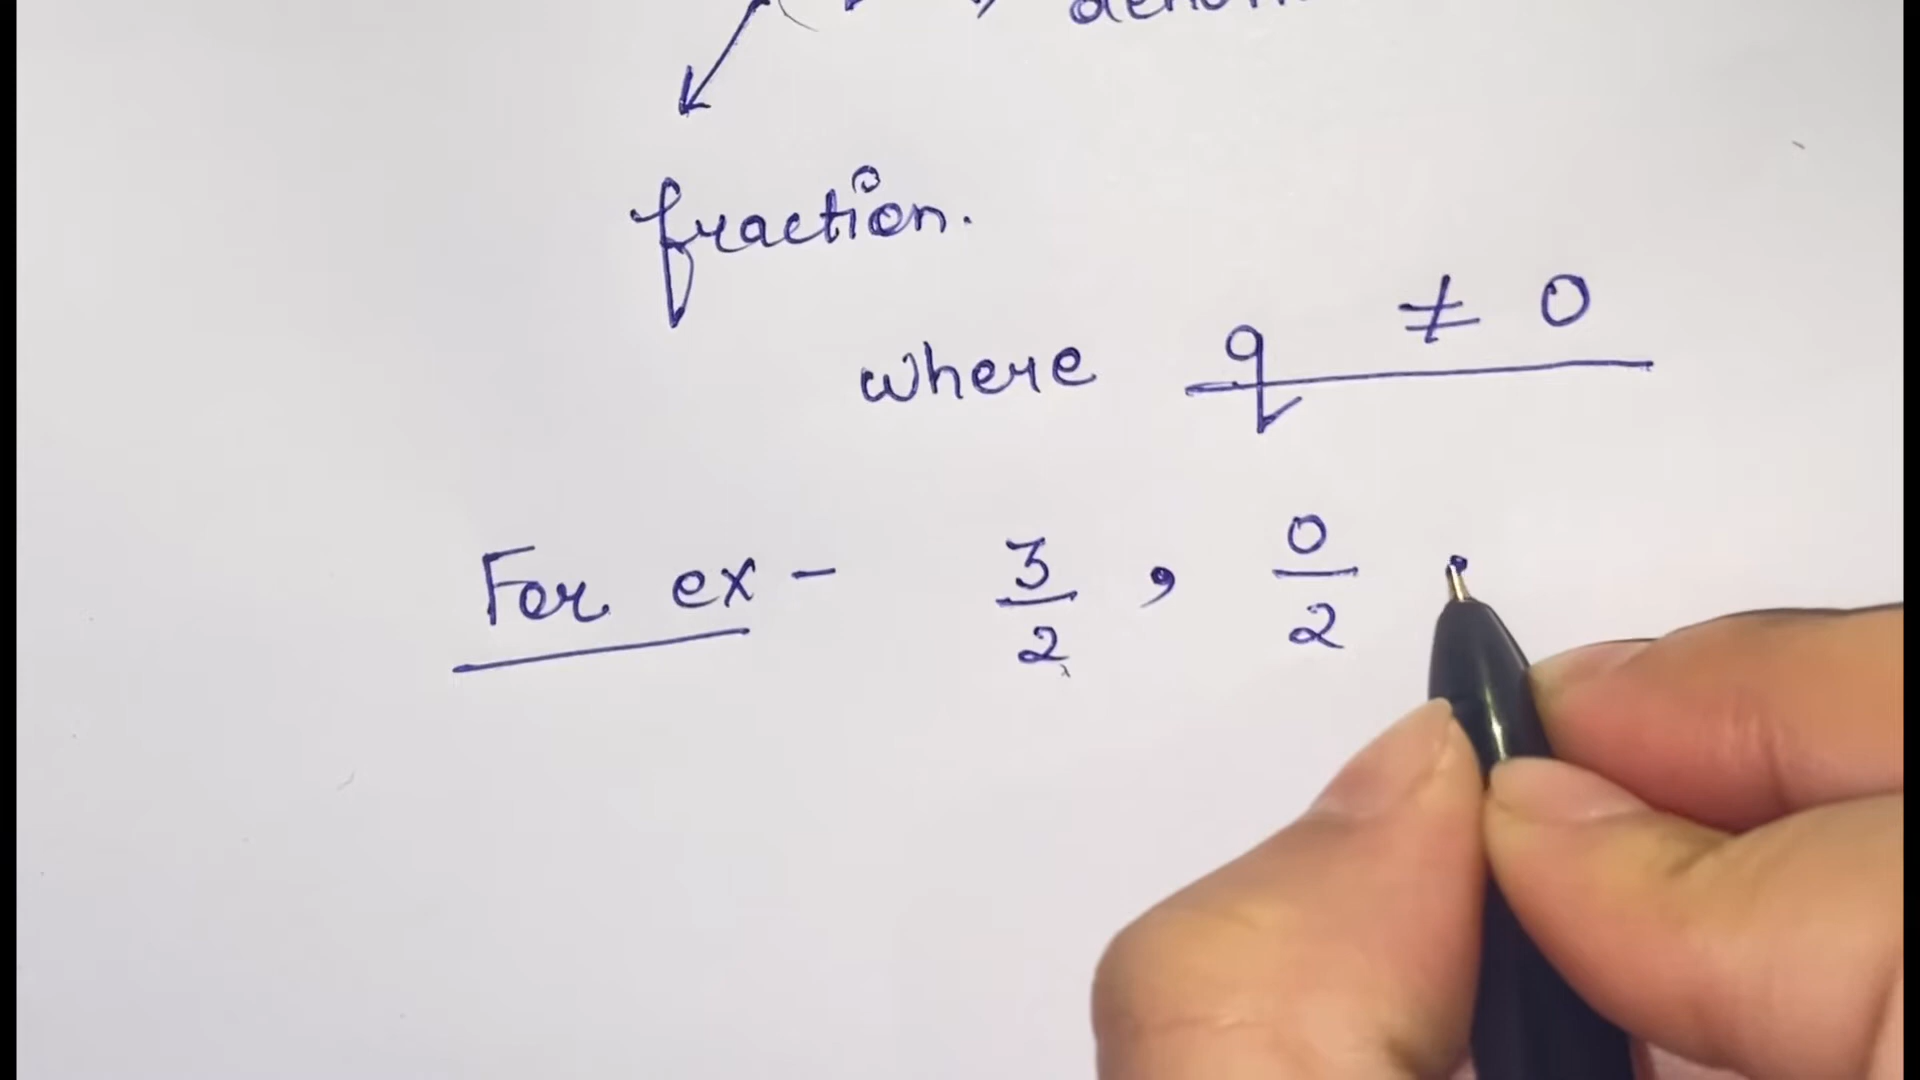 fraction.
where q ≠ 0
For ex - 3/2 , 0/2